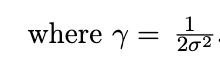 where γ = 1/2σ².